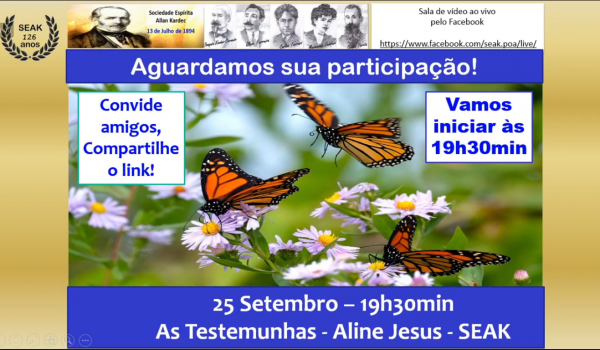 SEAK
126
anos
Sociedade Espírita
Allan Kardec
13 de Julho de 1894
Sala de vídeo ao vivo
pelo Facebook
https://www.facebook.com/seak.poa/live/
Aguardamos sua participação!
Convide
amigos,
Compartilhe
o link!
Vamos
iniciar às
19h30min
25 Setembro – 19h30min
As Testemunhas - Aline Jesus - SEAK